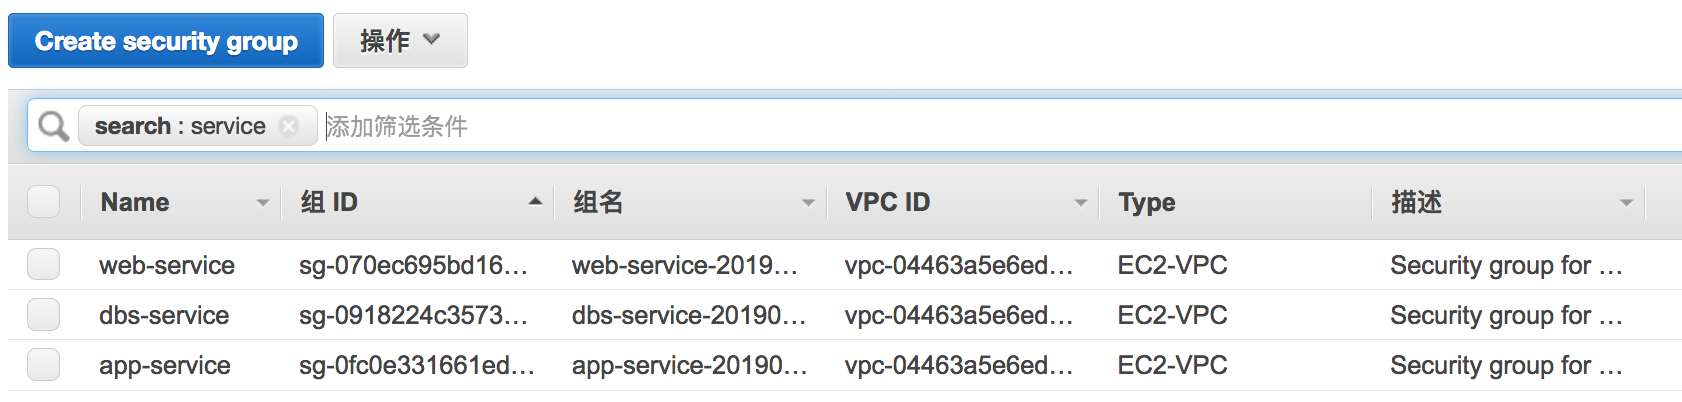 Create security group 操作
search : service 添加筛选条件
Name 组 ID 组名 VPC ID Type 描述
web-service sg-070ec695bd16... web-service-2019... vpc-04463a5e6ed... EC2-VPC Security group for ...
dbs-service sg-0918224c3573... dbs-service-20190... vpc-04463a5e6ed... EC2-VPC Security group for ...
app-service sg-0fc0e331661ed... app-service-20190... vpc-04463a5e6ed... EC2-VPC Security group for ...